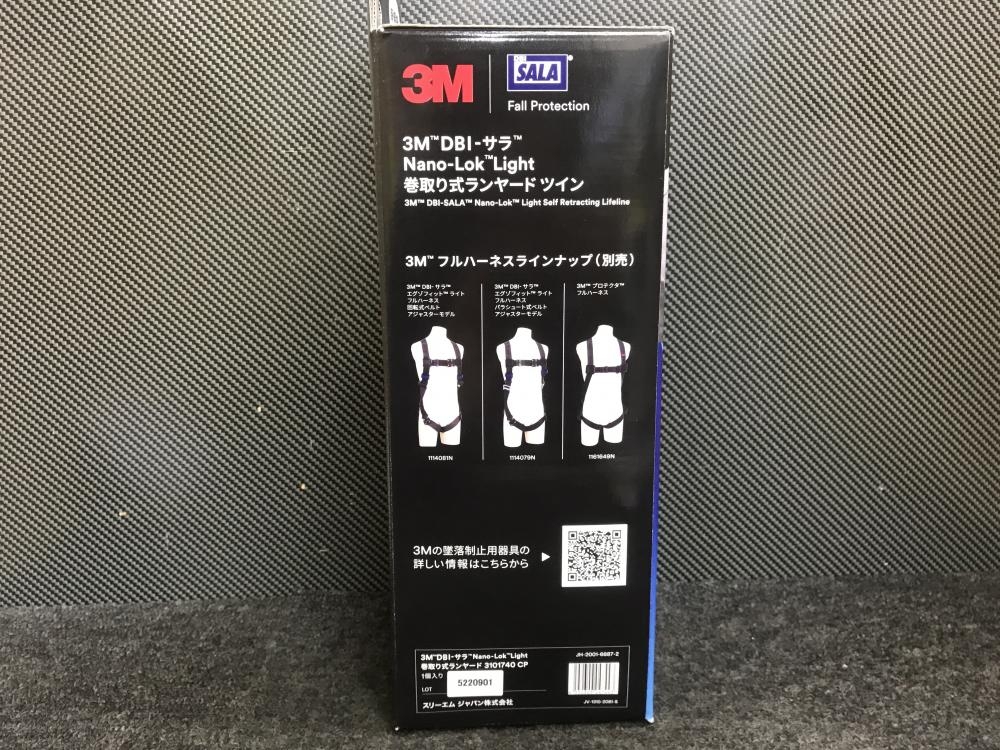 3M
SALA
Fall Protection
3M™ DBI-サラ™
Nano-Lok™ Light
巻取り式ランヤード ツイン
3M™ DBI-SALA™ Nano-Lok™ Light Self Retracting Lifeline
3M™ フルハーネスラインナップ(別売)
3M™ DBI-サラ™
エグゾフィット™ ライト
フルハーネス
回転式ベルト
アジャスターモデル
1114081N
3M™ DBI-サラ™
エグゾフィット™ ライト
フルハーネス
パラシュート式ベルト
アジャスターモデル
1114079N
3M™ プロテクタ™
フルハーネス
1161649N
3Mの墜落制止用器具の
詳しい情報はこちらから
3M™ DBI-サラ™ Nano-Lok™ Light
巻取り式ランヤード 3101740 CP
1個入り
LOT 5220901
スリーエム ジャパン株式会社
JH-2001-6687-2